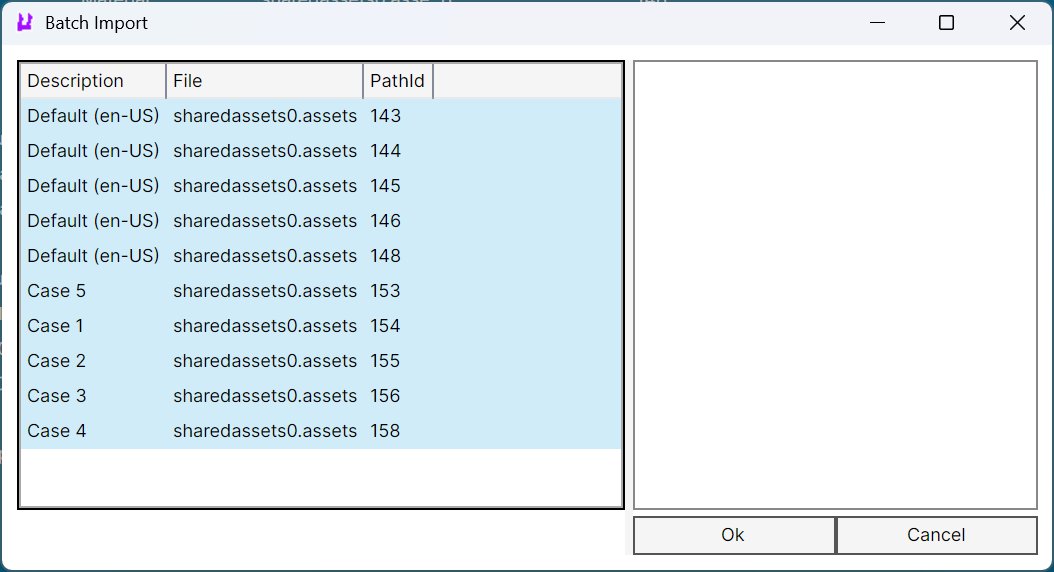 Batch Import
Description File PathId
Default (en-US) sharedassets0.assets 143
Default (en-US) sharedassets0.assets 144
Default (en-US) sharedassets0.assets 145
Default (en-US) sharedassets0.assets 146
Default (en-US) sharedassets0.assets 148
Case 5 sharedassets0.assets 153
Case 1 sharedassets0.assets 154
Case 2 sharedassets0.assets 155
Case 3 sharedassets0.assets 156
Case 4 sharedassets0.assets 158
Ok Cancel